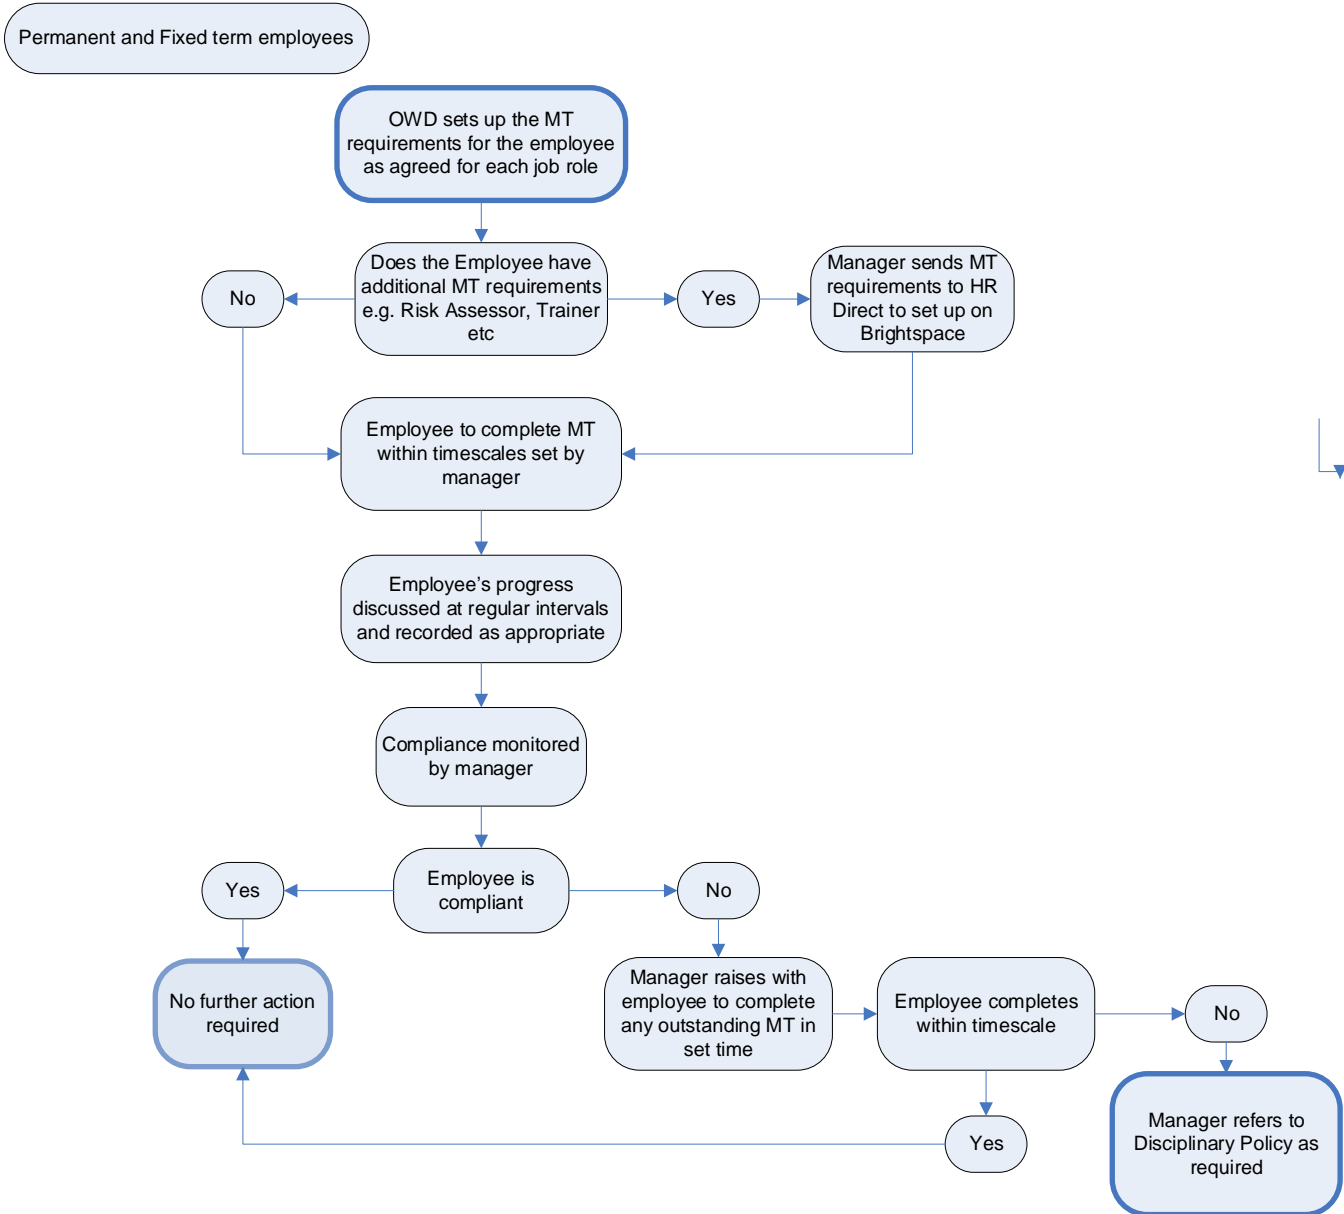 Permanent and Fixed term employees
OWD sets up the MT
requirements for the employee
as agreed for each job role
Does the Employee have
additional MT requirements
e.g. Risk Assessor, Trainer
etc
No
Yes
Manager sends MT
requirements to HR
Direct to set up on
Brightspace
Employee to complete MT
within timescales set by
manager
Employee’s progress
discussed at regular intervals
and recorded as appropriate
Compliance monitored
by manager
Employee is
compliant
Yes
No
No further action
required
Manager raises with
employee to complete
any outstanding MT in
set time
Employee completes
within timescale
No
Yes
Manager refers to
Disciplinary Policy as
required